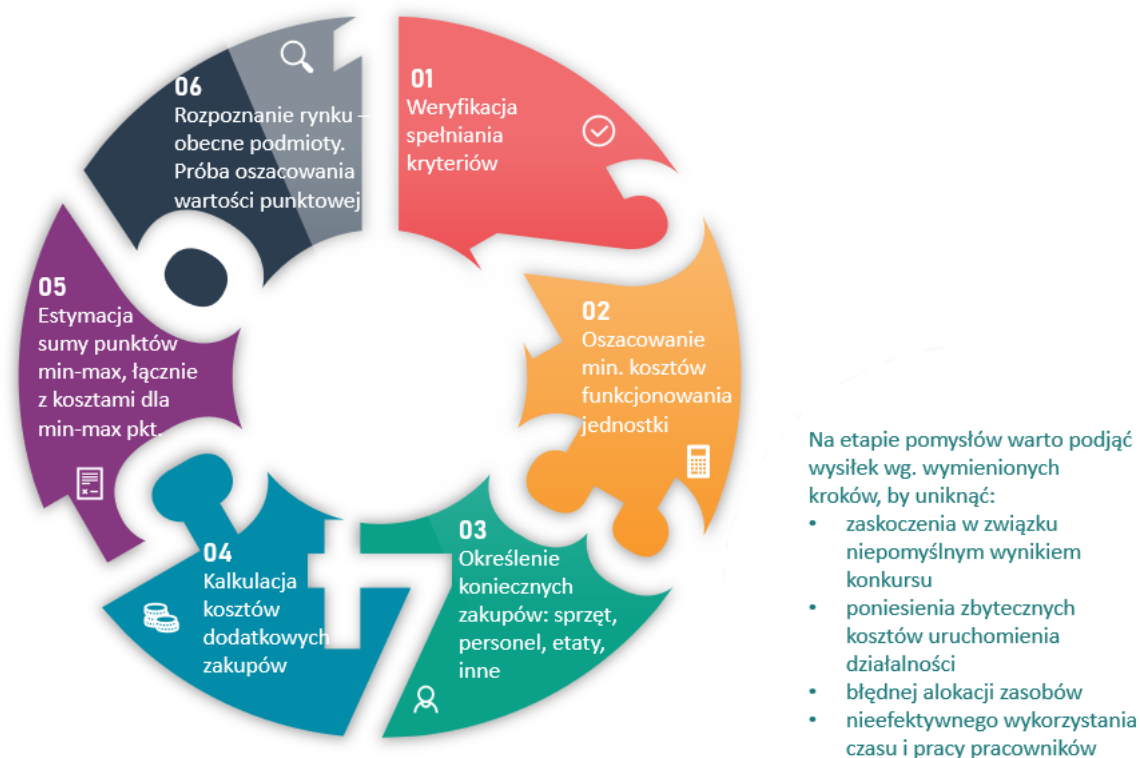 01
Weryfikacja
spełniania
kryteriów
02
Oszacowanie
min. kosztów
funkcjonowania
jednostki
03
Określenie
koniecznych
zakupów: sprzęt,
personel, etaty,
inne
04
Kalkulacja
kosztów
dodatkowych
zakupów
05
Estymacja
sumy punktów
min-max, łącznie
z kosztami dla
min-max pkt.
06
Rozpoznanie rynku –
obecne podmioty.
Próba oszacowania
wartości punktowej
Na etapie pomysłów warto podjąć
wysiłek wg. wymienionych
kroków, by uniknąć:
• zaskoczenia w związku
niepomyślnym wynikiem
konkursu
• poniesienia zbytecznych
kosztów uruchomienia
działalności
• błędnej alokacji zasobów
• nieefektywnego wykorzystania
czasu i pracy pracowników